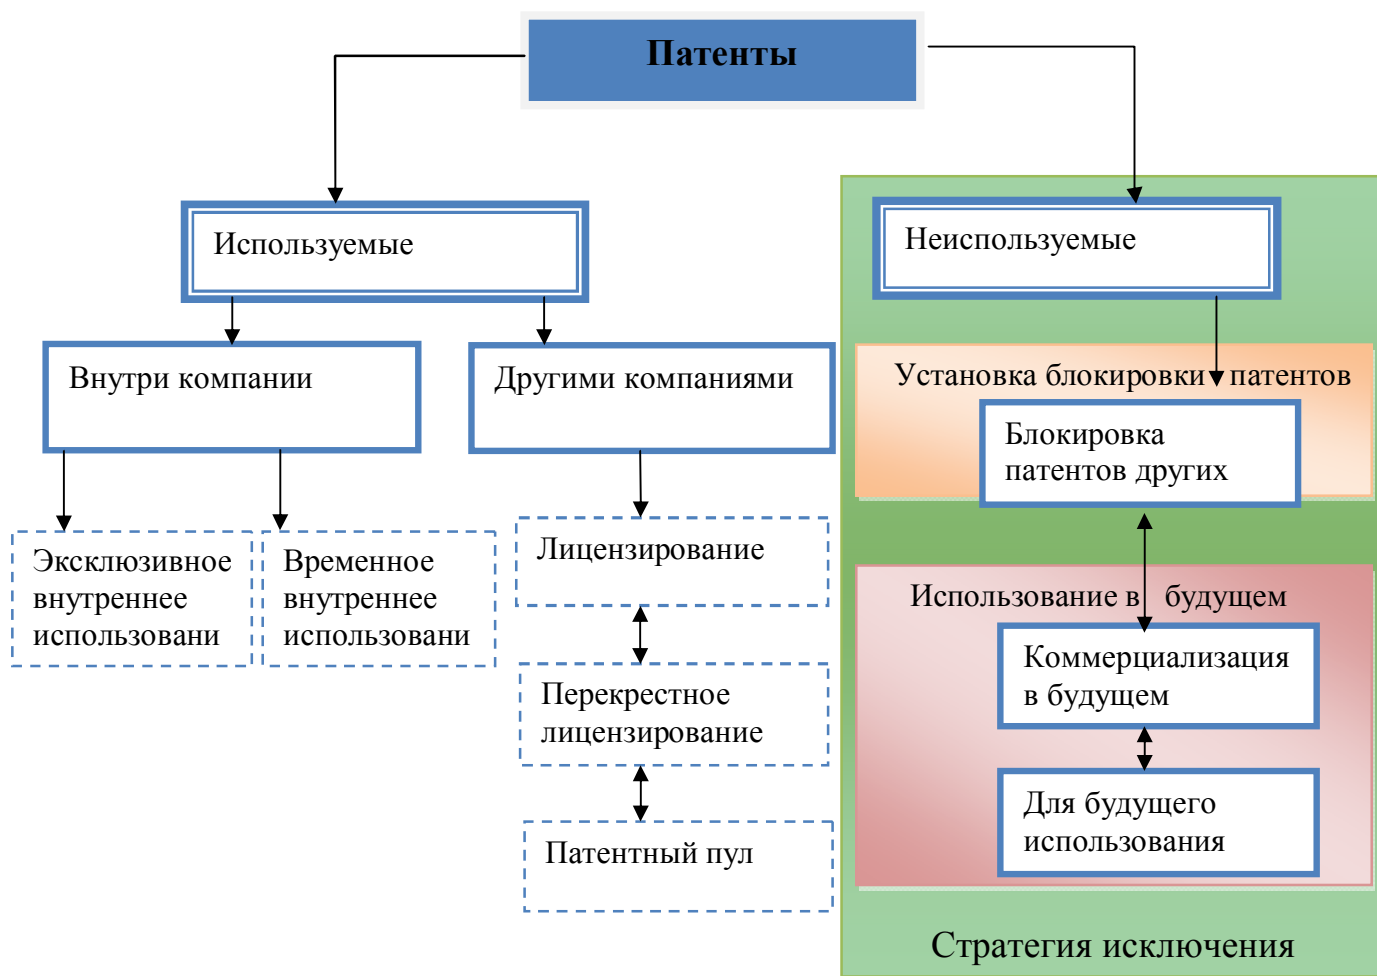 Патенты
Используемые
Неиспользуемые
Внутри компании
Другими компаниями
Установка блокировки патентов
Блокировка
патентов других
Эксклюзивное
внутреннее
использовани
Временное
внутреннее
использовани
Лицензирование
Использование в будущем
Перекрестное
лицензирование
Коммерциализация
в будущем
Патентный пул
Для будущего
использования
Стратегия исключения